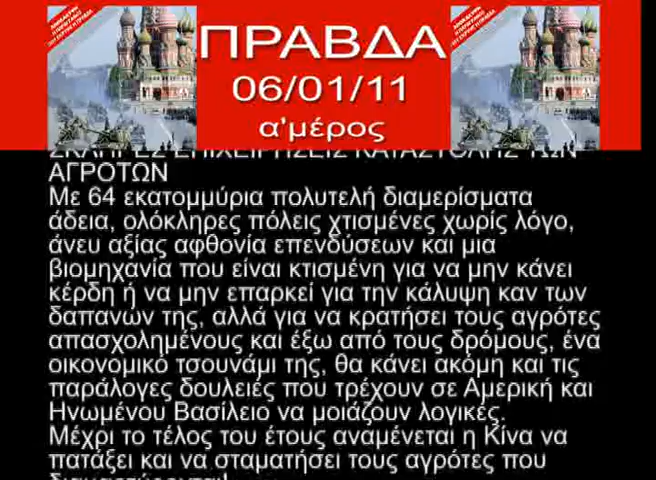 ΠΡΑΒΔΑ
06/01/11
α'μέρος
ΣΚΛΗΡΕΣ ΕΠΙΧΕΙΡΗΣΕΙΣ ΚΑΤΑΣΤΟΛΗΣ ΤΩΝ
ΑΓΡΟΤΩΝ
Με 64 εκατομμύρια πολυτελή διαμερίσματα
άδεια, ολόκληρες πόλεις χτισμένες χωρίς λόγο,
άνευ αξίας αφθονία επενδύσεων και μια
βιομηχανία που είναι κτισμένη για να μην κάνει
κέρδη ή να μην επαρκεί για την κάλυψη καν των
δαπανών της, αλλά για να κρατήσει τους αγρότες
απασχολημένους και έξω από τους δρόμους, ένα
οικονομικό τσουνάμι της, θα κάνει ακόμη και τις
παράλογες δουλειές που τρέχουν σε Αμερική και
Ηνωμένου Βασίλειο να μοιάζουν λογικές.
Μέχρι το τέλος του έτους αναμένεται η Κίνα να
πατάξει και να σταματήσει τους αγρότες που